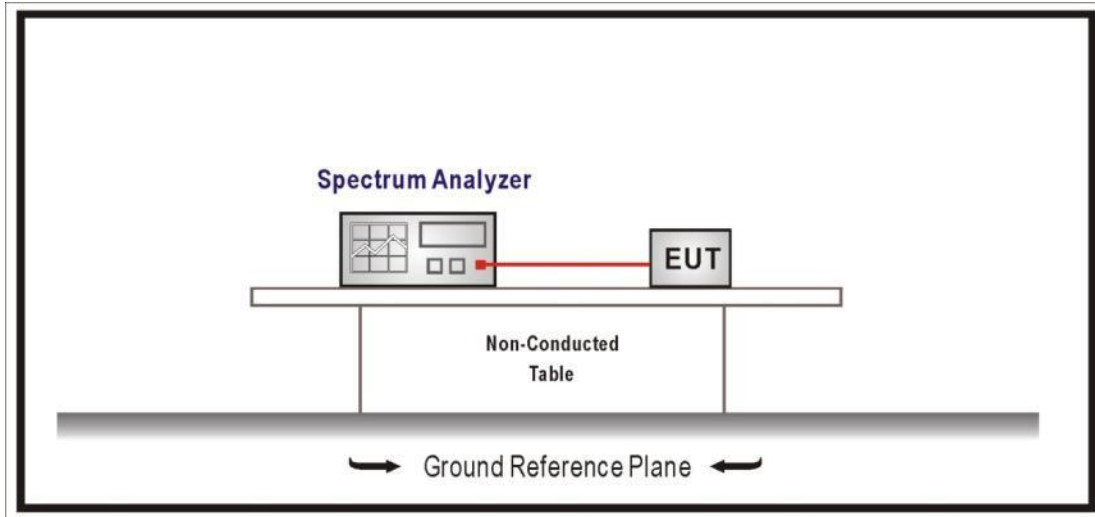 Spectrum Analyzer
EUT
Non-Conducted
Table
Ground Reference Plane